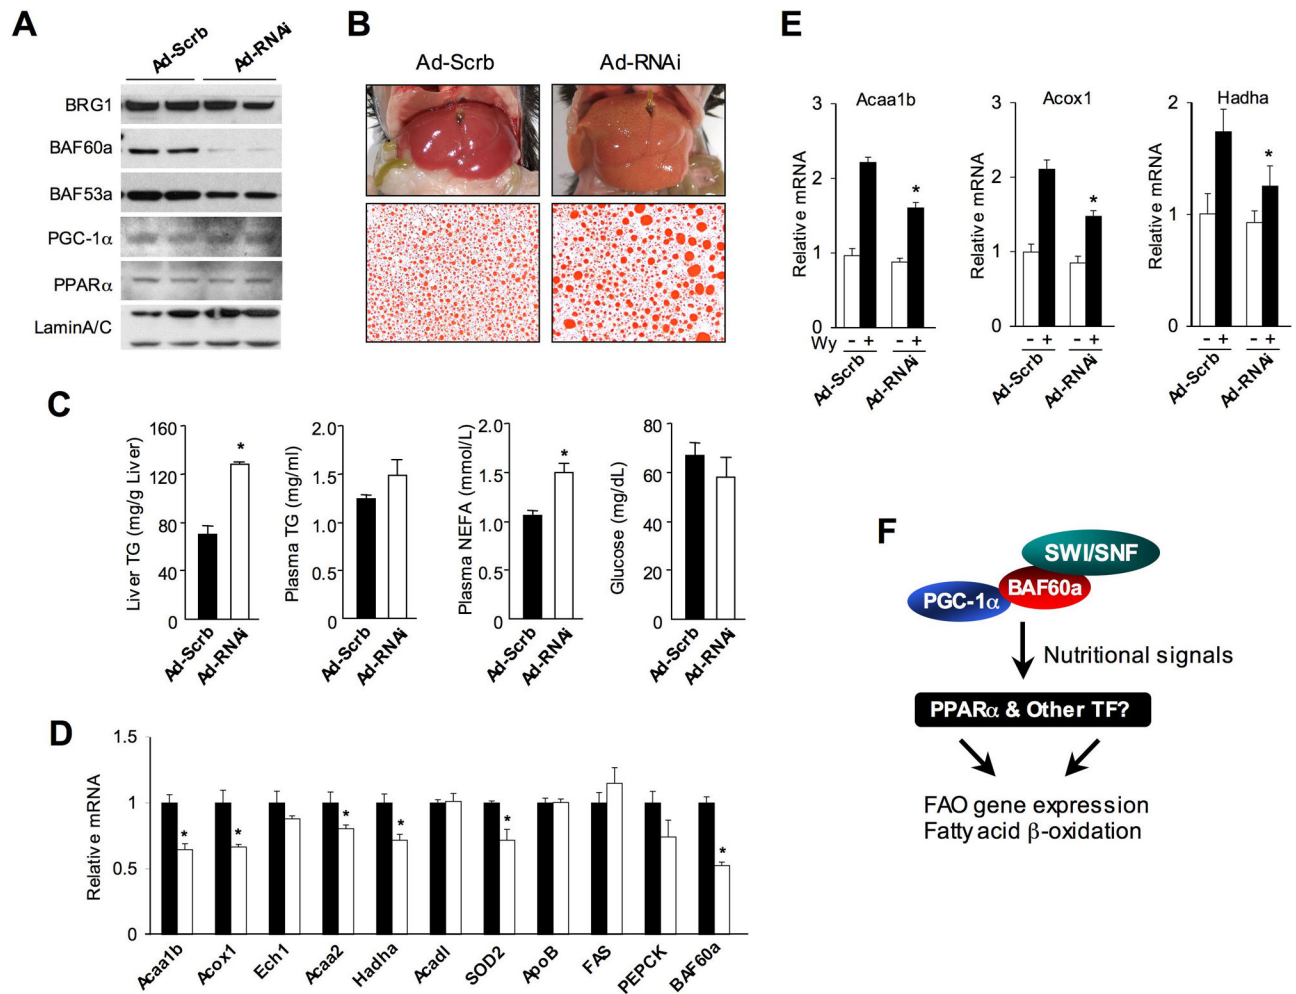 A
Ad-Scrb
Ad-RNAi
BRG1
BAF60a
BAF53a
PGC-1α
PPARα
LaminA/C
B
Ad-Scrb
Ad-RNAi
C
Liver TG (mg/g Liver)
160
120
80
40
0
*
Ad-Scrb
Ad-RNAi
Plasma TG (mg/ml)
2.0
1.5
1.0
0.5
0
Ad-Scrb
Ad-RNAi
Plasma NEFA (mmol/L)
2.0
1.5
1.0
0.5
0
*
Ad-Scrb
Ad-RNAi
Glucose (mg/dL)
80
60
40
20
0
Ad-Scrb
Ad-RNAi
D
Relative mRNA
1.5
1
0.5
0
*
*
*
*
*
*
Acaa1b
Acox1
Ech1
Acaa2
Hadha
Acadl
SOD2
ApoB
FAS
PEPCK
BAF60a
E
Acaa1b
Relative mRNA
3
2
1
0
*
Wy
- +
- +
Ad-Scrb
Ad-RNAi
Acox1
Relative mRNA
3
2
1
0
*
- +
- +
Ad-Scrb
Ad-RNAi
Hadha
Relative mRNA
2
1
0
*
- +
- +
Ad-Scrb
Ad-RNAi
F
SWI/SNF
BAF60a
PGC-1α
Nutritional signals
PPARα & Other TF?
FAO gene expression
Fatty acid β-oxidation